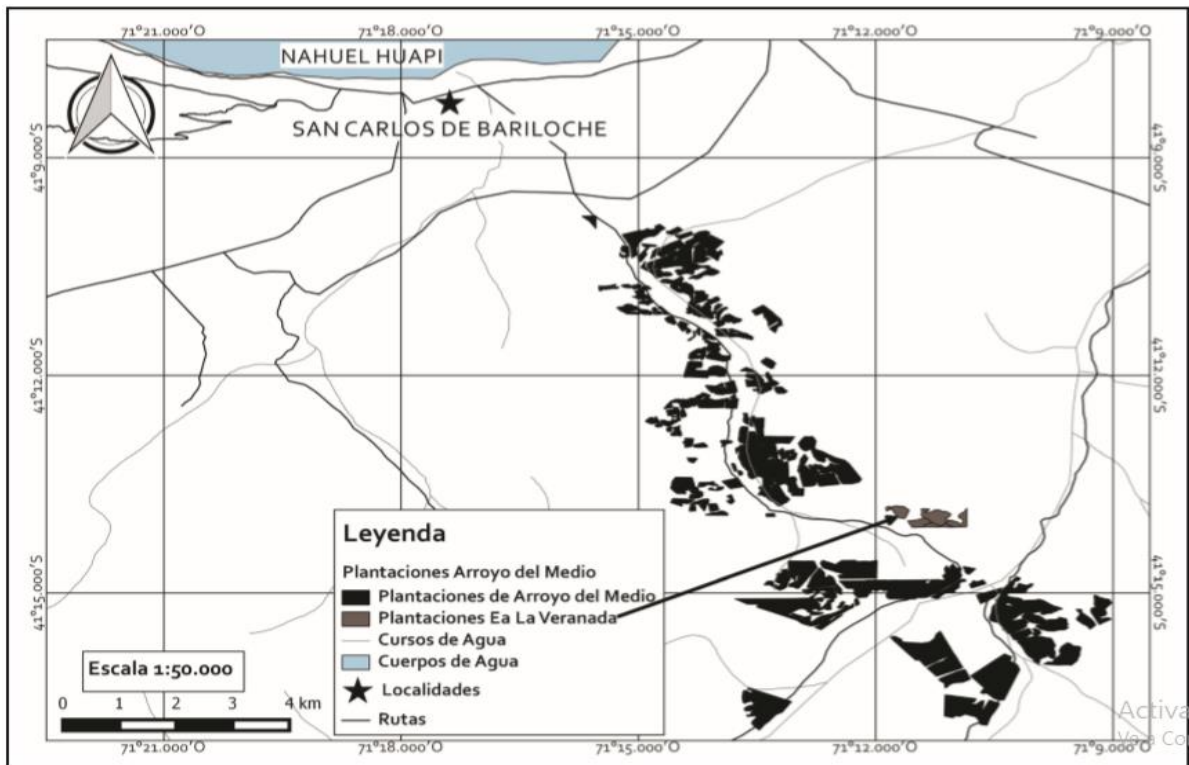 71°21.000'O 71°18.000'O 71°15.000'O 71°12.000'O 71°9.000'O
NAHUEL HUAPI
SAN CARLOS DE BARILOCHE
41°9.000'S 41°9.000'S
41°12.000'S 41°12.000'S
41°15.000'S 41°15.000'S
Leyenda
Plantaciones Arroyo del Medio
Plantaciones de Arroyo del Medio
Plantaciones Ea La Veranada
Cursos de Agua
Cuerpos de Agua
Localidades
Rutas
Escala 1:50.000
0 1 2 3 4 km
71°21.000'O 71°18.000'O 71°15.000'O 71°12.000'O 71°9.000'O
Activa